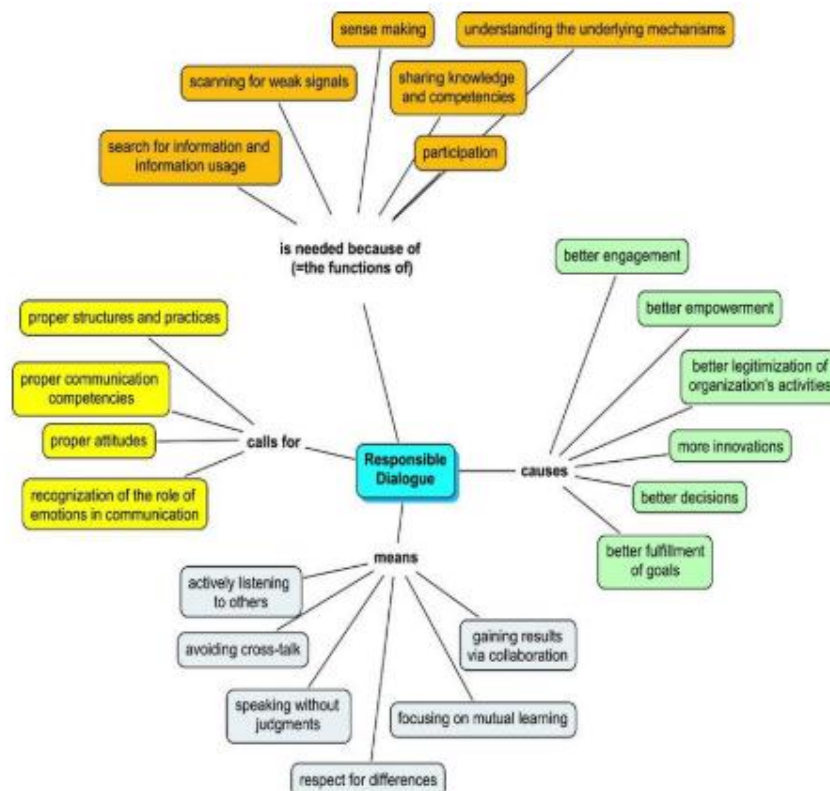 sense making
understanding the underlying mechanisms
scanning for weak signals
sharing knowledge
and competencies
search for information and
information usage
participation
is needed because of
(=the functions of)
better engagement
better empowerment
better legitimization of
organization's activities
more innovations
better decisions
better fulfillment
of goals
causes
proper structures and practices
proper communication
competencies
proper attitudes
recognization of the role of
emotions in communication
calls for
Responsible
Dialogue
means
actively listening
to others
avoiding cross-talk
speaking without
judgments
respect for differences
focusing on mutual learning
gaining results
via collaboration